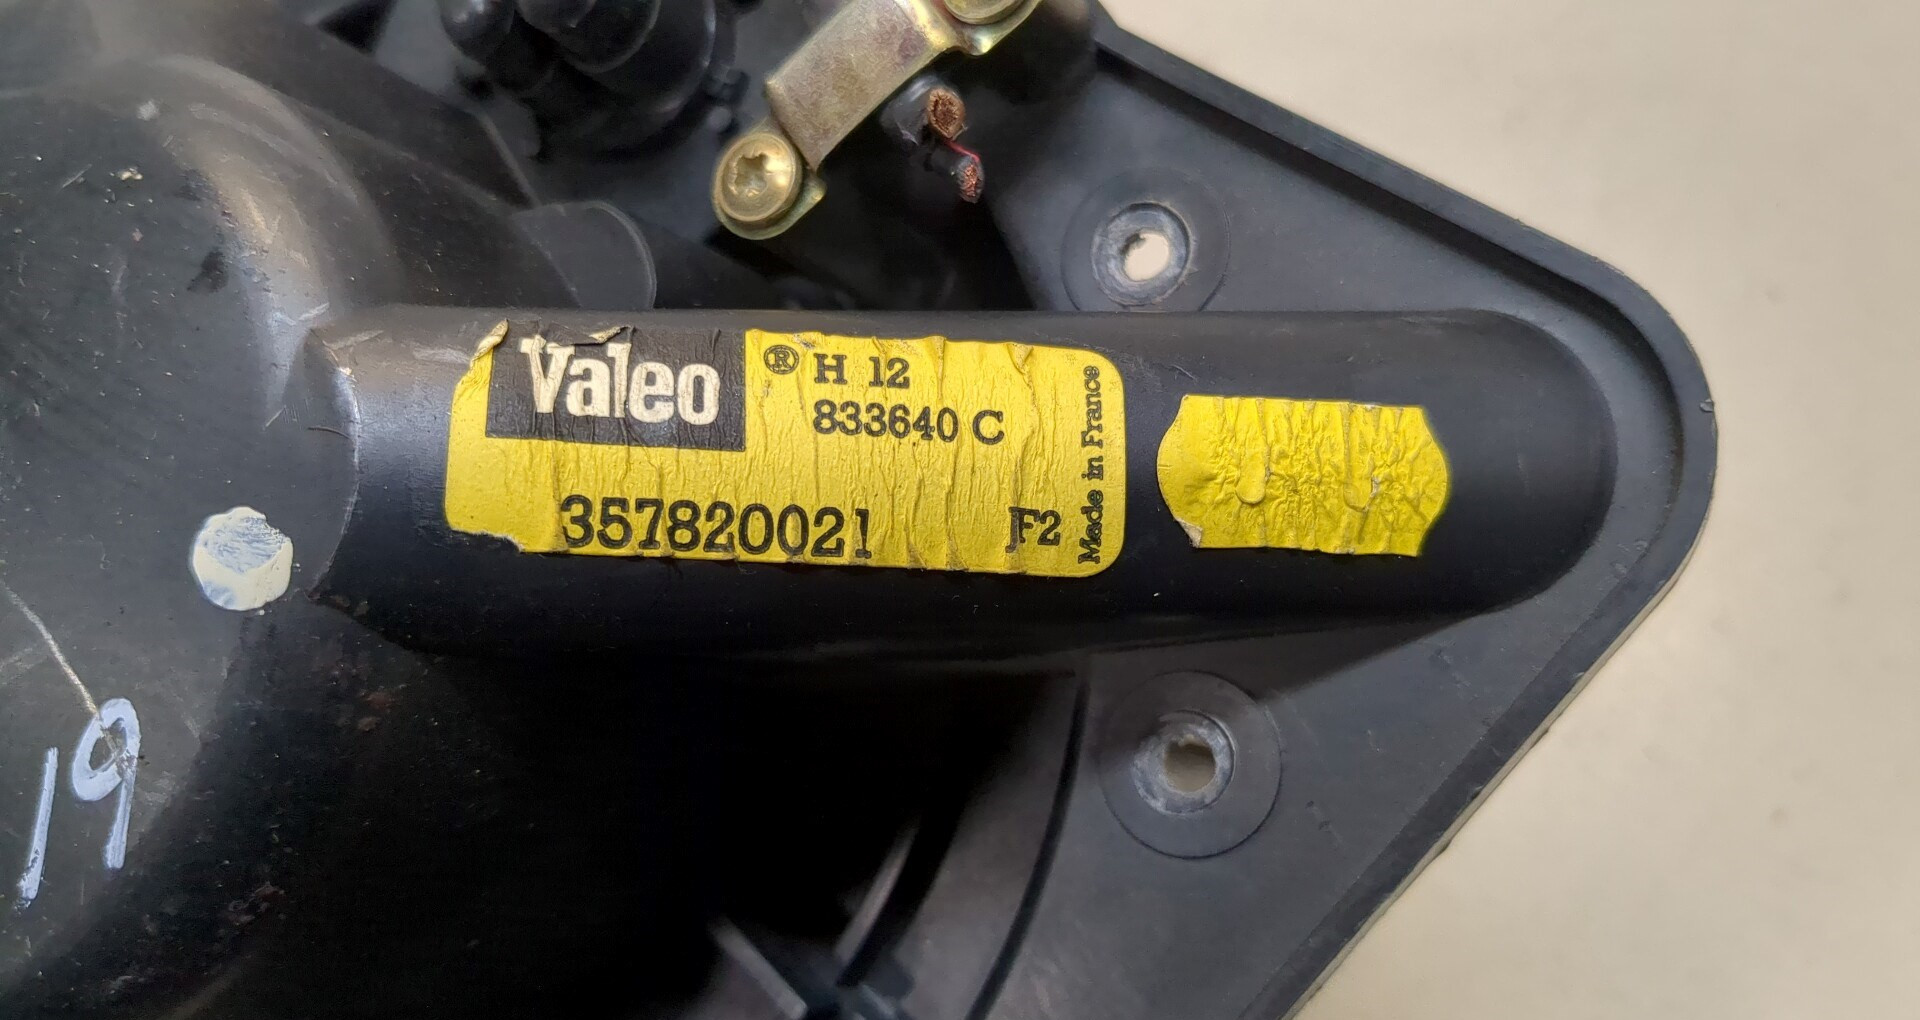 Valeo
® H 12
833640 C
357820021 F2
Made in France
19